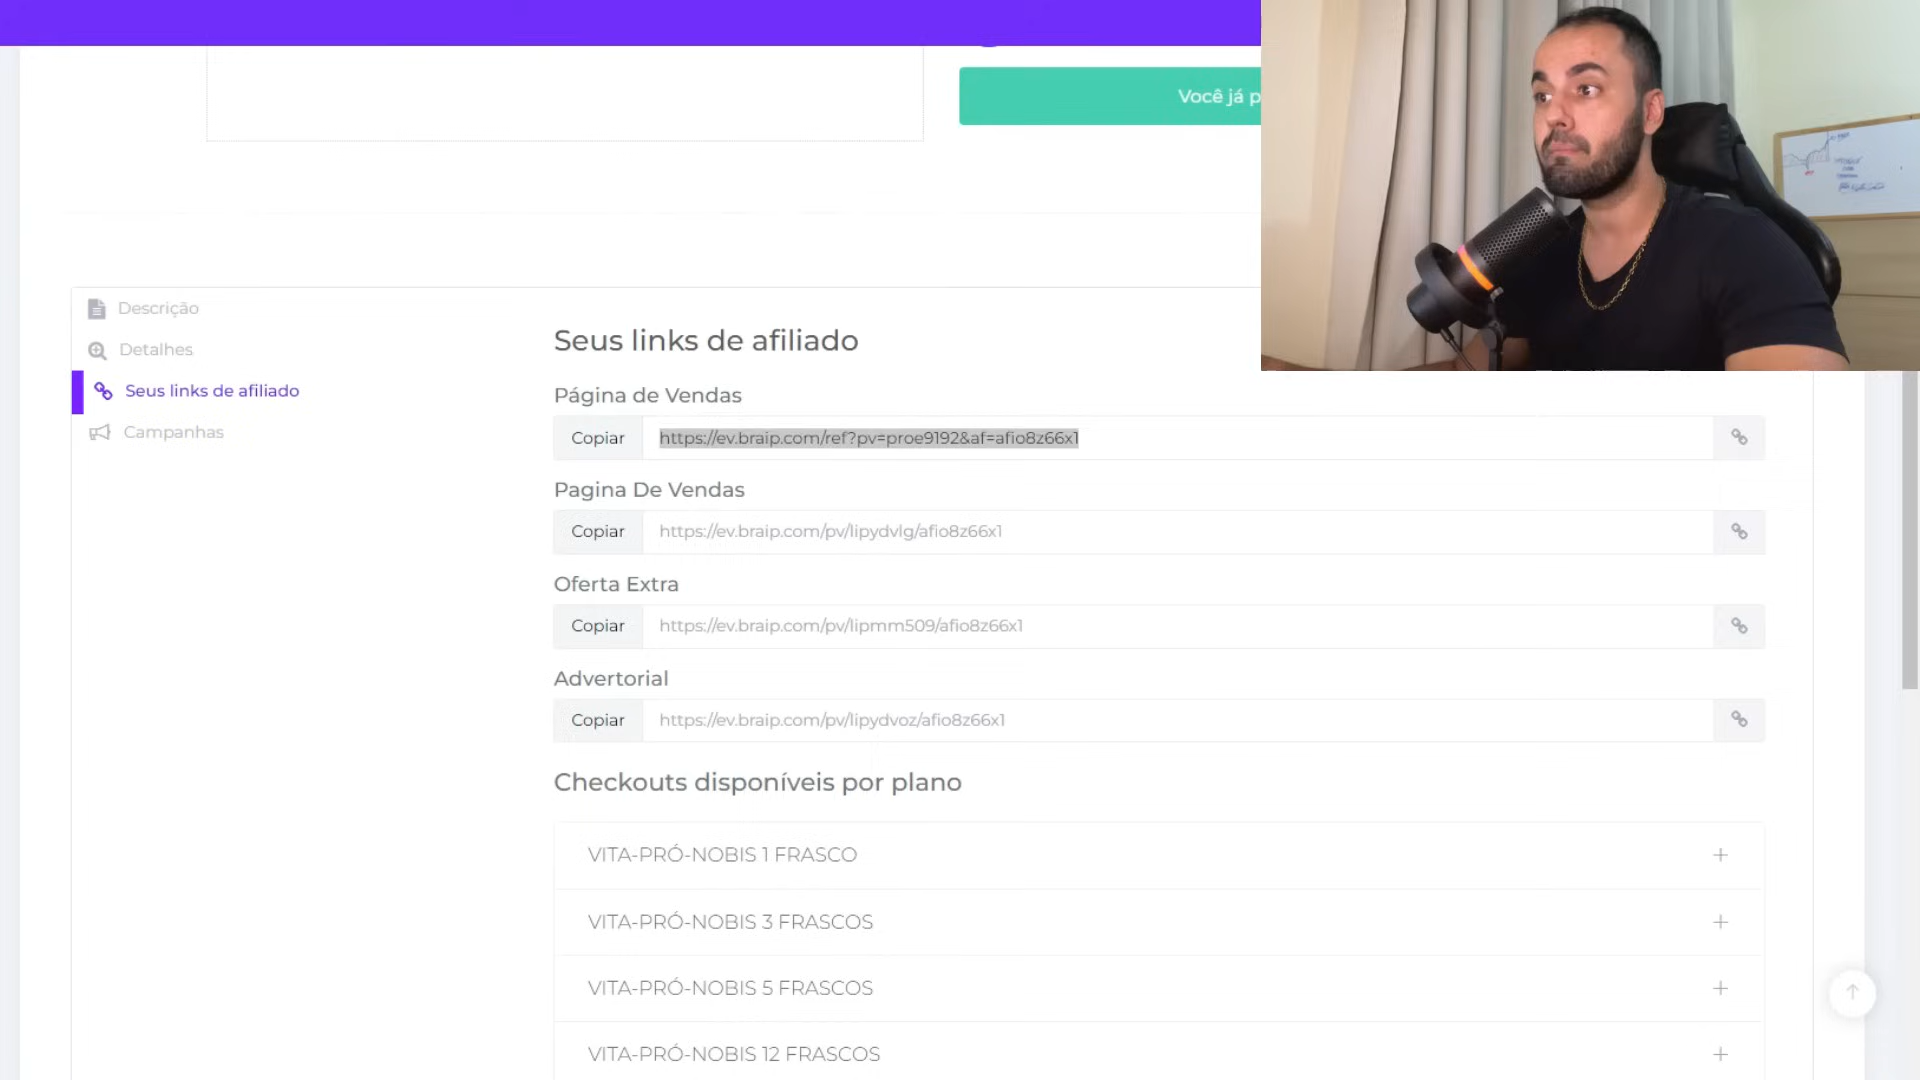 Você já p
Descrição
Detalhes
Seus links de afiliado
Campanhas
Seus links de afiliado
Página de Vendas
Copiar https://ev.braip.com/ref?pv=proe9192&af=afio8z66x1
Pagina De Vendas
Copiar https://ev.braip.com/pv/lipydvlg/afio8z66x1
Oferta Extra
Copiar https://ev.braip.com/pv/lipmm509/afio8z66x1
Advertorial
Copiar https://ev.braip.com/pv/lipydvoz/afio8z66x1
Checkouts disponíveis por plano
VITA-PRÓ-NOBIS 1 FRASCO
VITA-PRÓ-NOBIS 3 FRASCOS
VITA-PRÓ-NOBIS 5 FRASCOS
VITA-PRÓ-NOBIS 12 FRASCOS